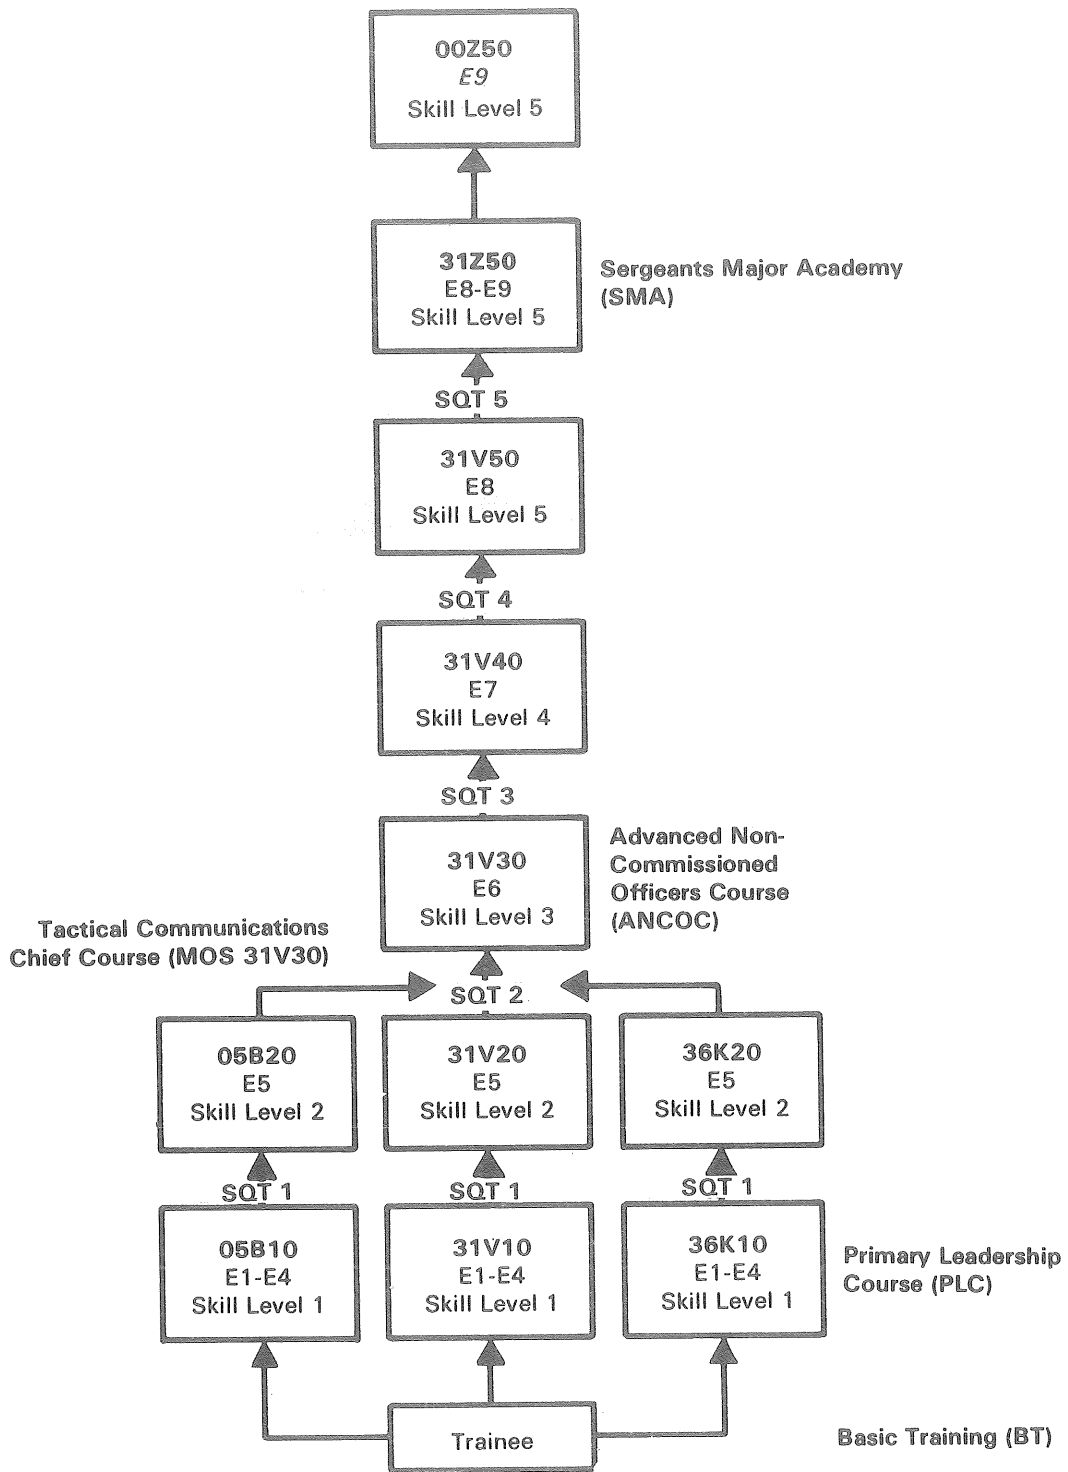 00Z50
E9
Skill Level 5
31Z50
E8-E9
Skill Level 5
Sergeants Major Academy
(SMA)
SQT 5
31V50
E8
Skill Level 5
SQT 4
31V40
E7
Skill Level 4
SQT 3
31V30
E6
Skill Level 3
Advanced Non-
Commissioned
Officers Course
(ANCOC)
Tactical Communications
Chief Course (MOS 31V30)
SQT 2
05B20
E5
Skill Level 2
31V20
E5
Skill Level 2
36K20
E5
Skill Level 2
SQT 1
SQT 1
SQT 1
05B10
E1-E4
Skill Level 1
31V10
E1-E4
Skill Level 1
36K10
E1-E4
Skill Level 1
Primary Leadership
Course (PLC)
Trainee
Basic Training (BT)